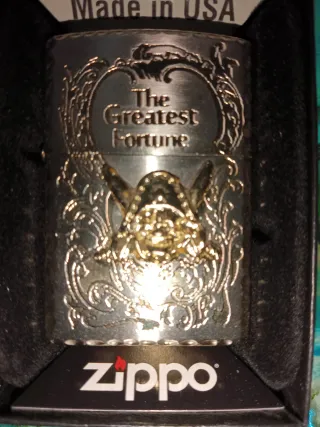 Made in USA
The
Greatest
Fortune
zippo